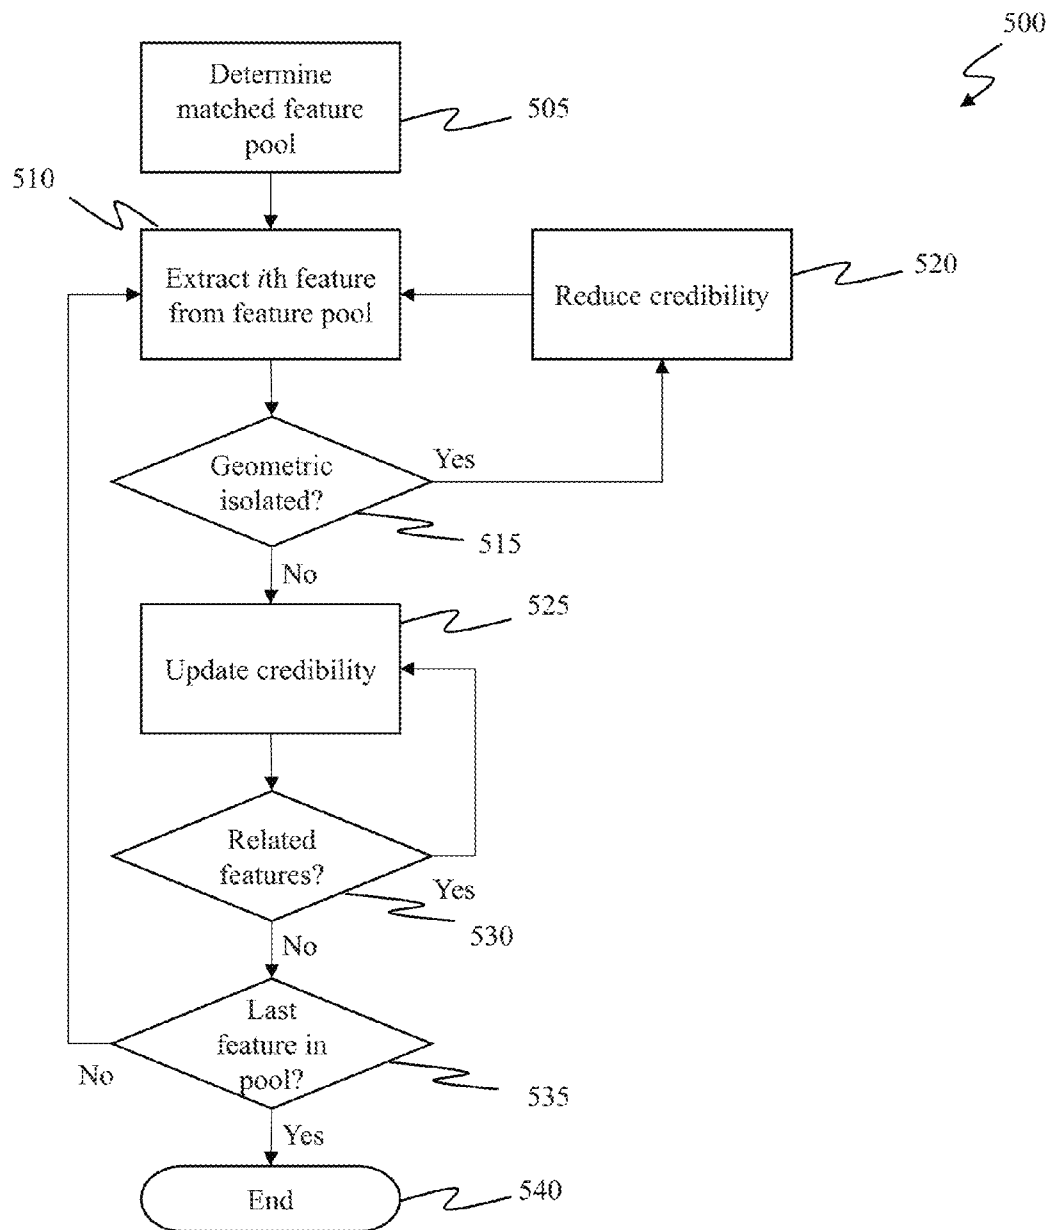 500
Determine
matched feature
pool
505
510
Extract ith feature
from feature pool
Reduce credibility
520
Geometric
isolated?
Yes
515
No
525
Update credibility
Related
features?
Yes
530
No
Last
feature in
pool?
No
535
Yes
End
540